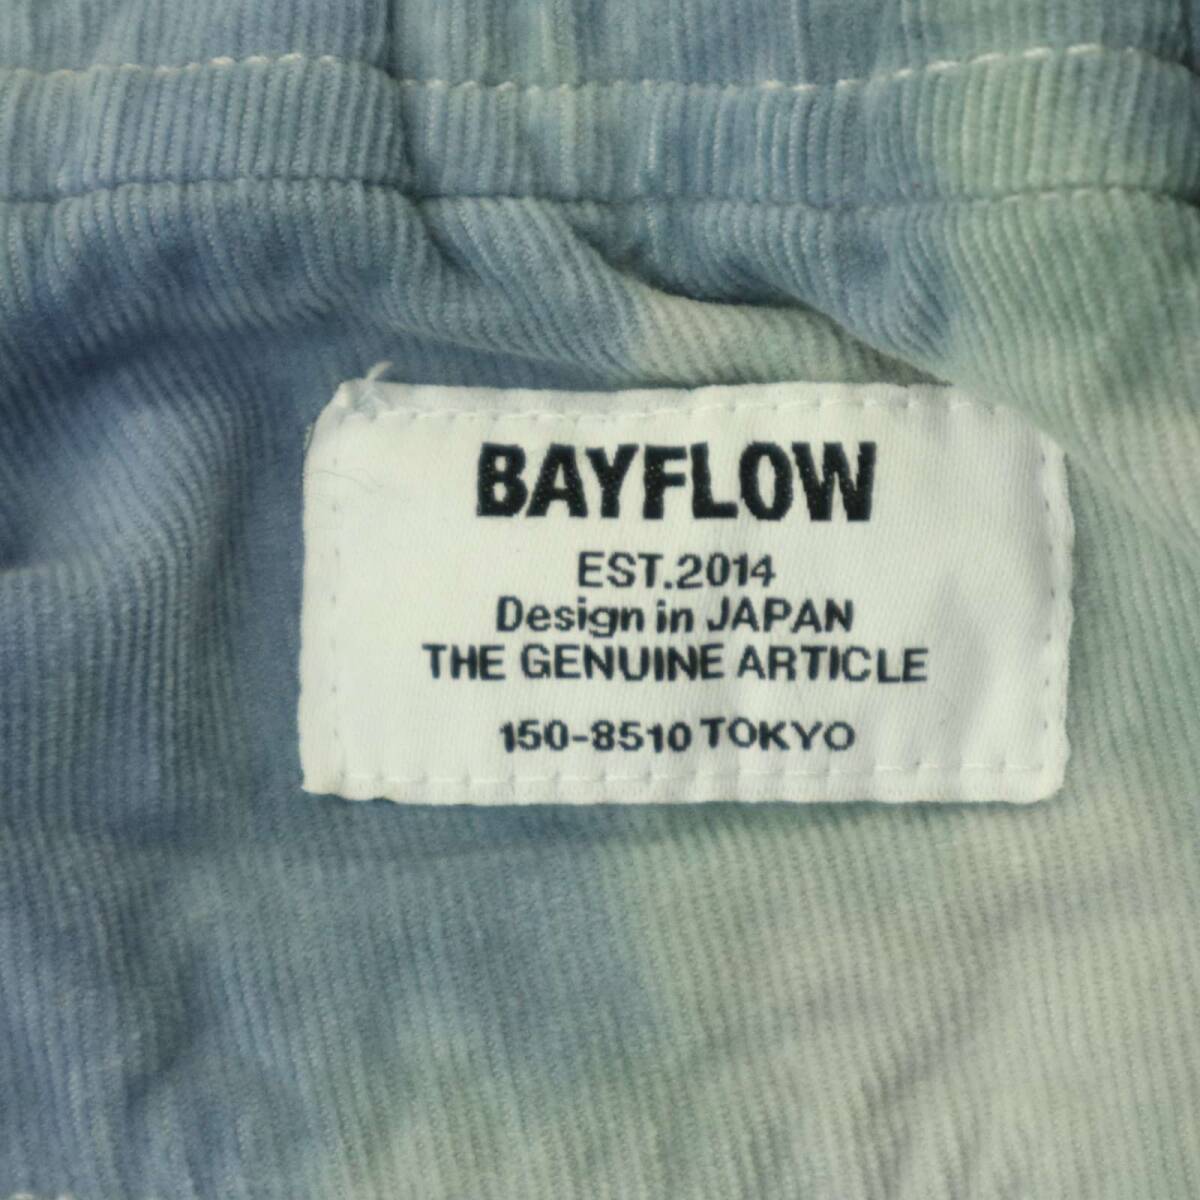 BAYFLOW
EST.2014
Design in JAPAN
THE GENUINE ARTICLE
150-8510 TOKYO